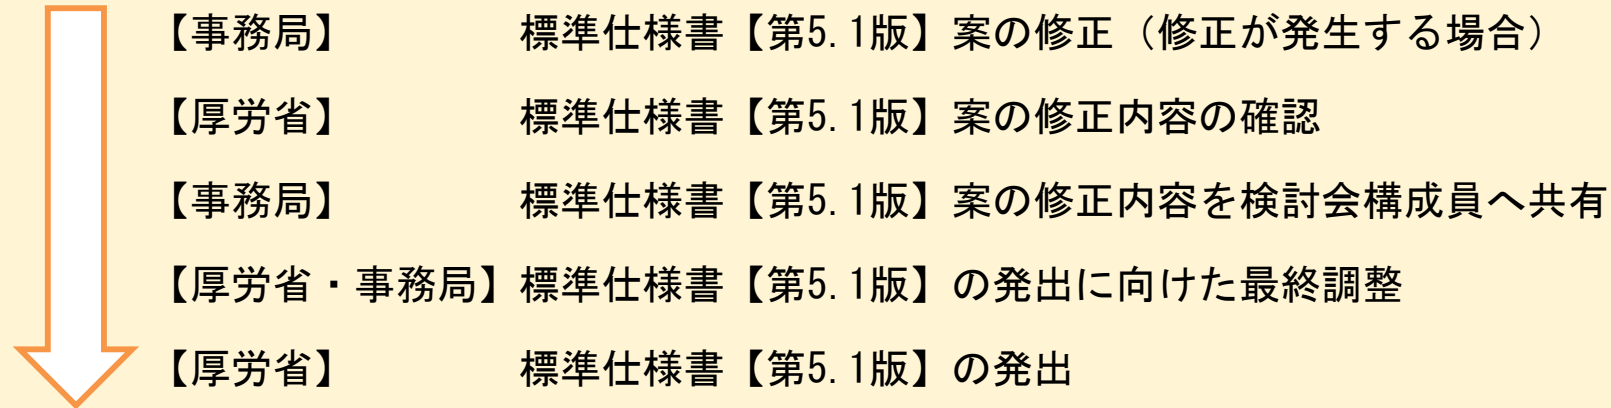 【事務局】 標準仕様書【第5.1版】案の修正（修正が発生する場合）
【厚労省】 標準仕様書【第5.1版】案の修正内容の確認
【事務局】 標準仕様書【第5.1版】案の修正内容を検討会構成員へ共有
【厚労省・事務局】標準仕様書【第5.1版】の発出に向けた最終調整
【厚労省】 標準仕様書【第5.1版】の発出